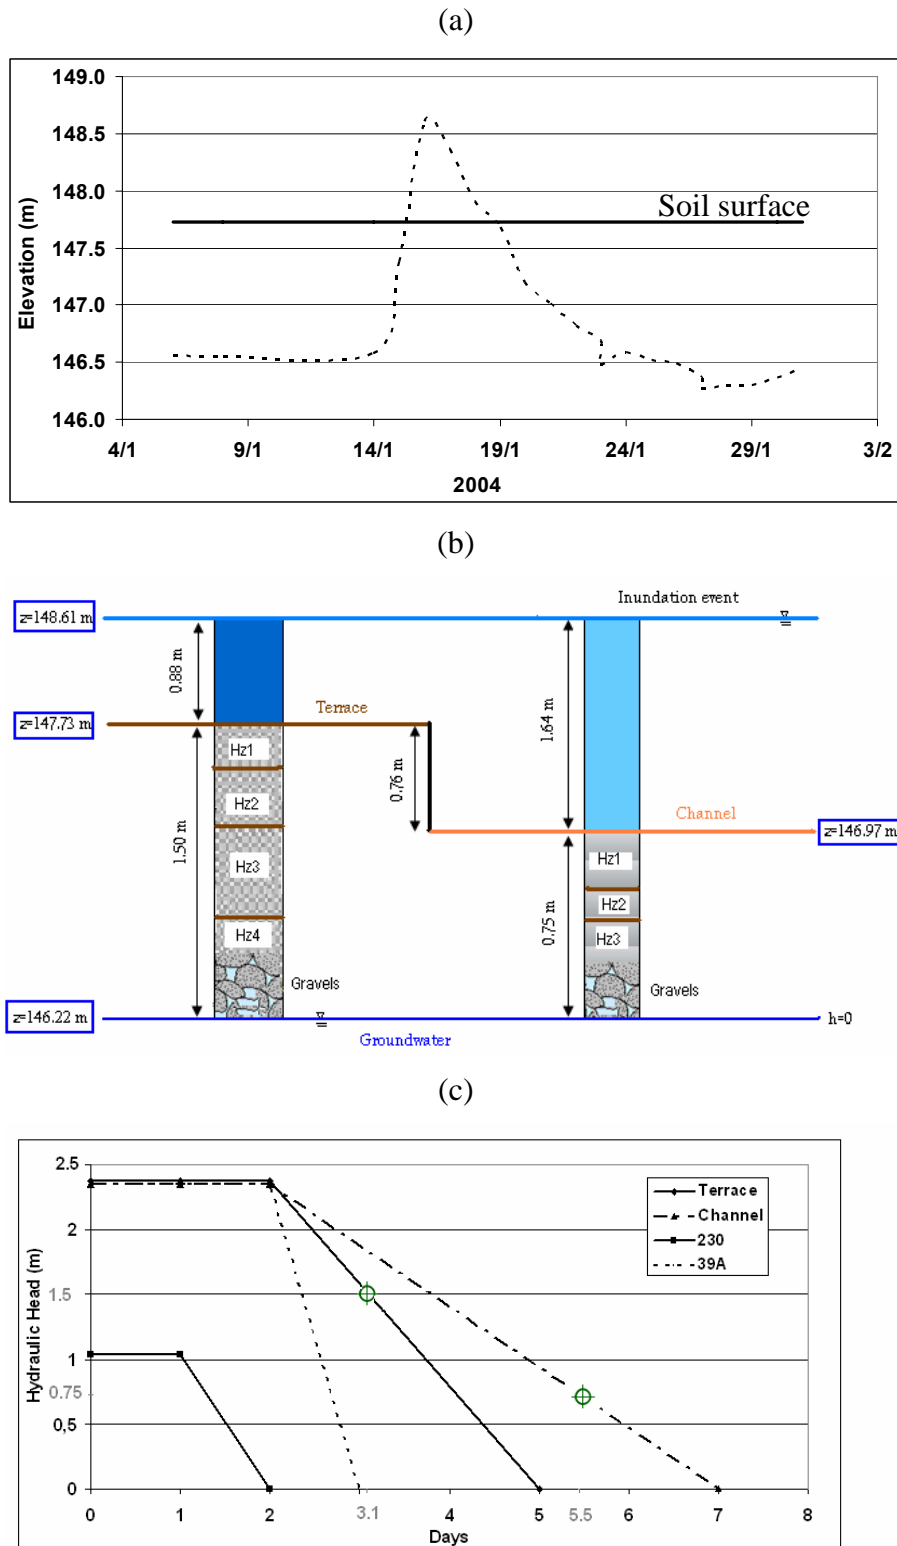 (a)
149.0
148.5
148.0
147.5
147.0
146.5
146.0
Elevation (m)
Soil surface
4/1 9/1 14/1 19/1 24/1 29/1 3/2
2004
(b)
Inundation event
z=148.61 m
0.88 m
Terrace
z=147.73 m
1.64 m
0.76 m
Channel
z=146.97 m
1.50 m
Hz1
Hz2
Hz3
Hz4
Gravels
0.75 m
Hz1
Hz2
Hz3
Gravels
z=146.22 m
h=0
Groundwater
(c)
2.5
2
1.5
1
0.75
0,5
0
Hydraulic Head (m)
Terrace
Channel
230
39A
0 1 2 3.1 4 5 5.5 6 7 8
Days